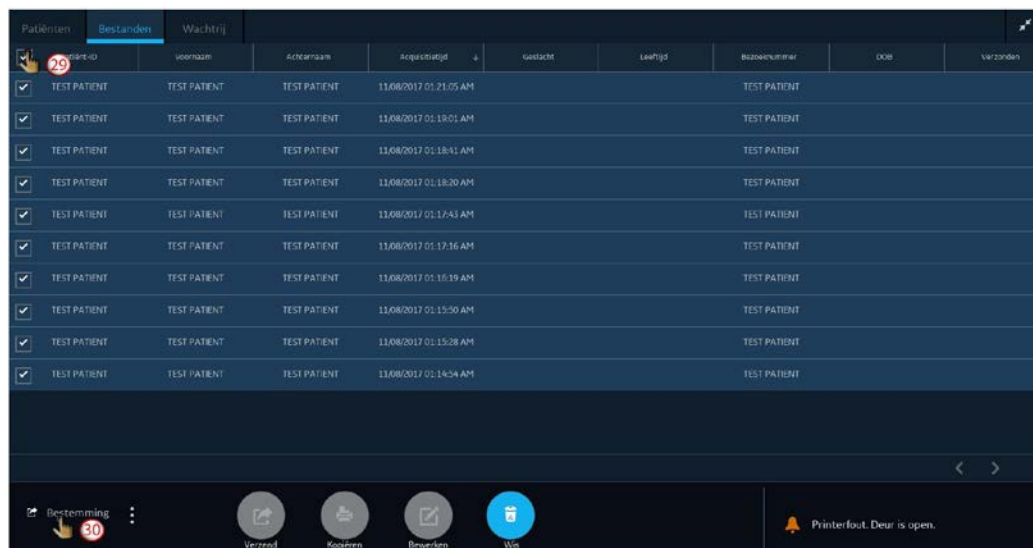 Patiënten Bestanden Wachtrij
29 Patiënt-ID Voornaam Achternaam Acquisitietijd Geslacht Leeftijd Bezoeknummer DOB Verzonden
TEST PATIENT TEST PATIENT TEST PATIENT 11/08/2017 01:21:05 AM TEST PATIENT
TEST PATIENT TEST PATIENT TEST PATIENT 11/08/2017 01:19:01 AM TEST PATIENT
TEST PATIENT TEST PATIENT TEST PATIENT 11/08/2017 01:18:41 AM TEST PATIENT
TEST PATIENT TEST PATIENT TEST PATIENT 11/08/2017 01:18:20 AM TEST PATIENT
TEST PATIENT TEST PATIENT TEST PATIENT 11/08/2017 01:17:43 AM TEST PATIENT
TEST PATIENT TEST PATIENT TEST PATIENT 11/08/2017 01:17:16 AM TEST PATIENT
TEST PATIENT TEST PATIENT TEST PATIENT 11/08/2017 01:16:19 AM TEST PATIENT
TEST PATIENT TEST PATIENT TEST PATIENT 11/08/2017 01:15:50 AM TEST PATIENT
TEST PATIENT TEST PATIENT TEST PATIENT 11/08/2017 01:15:28 AM TEST PATIENT
TEST PATIENT TEST PATIENT TEST PATIENT 11/08/2017 01:14:54 AM TEST PATIENT
Bestemming
30
Verzend Kopiëren Bewerken Wis
Printerfout. Deur is open.